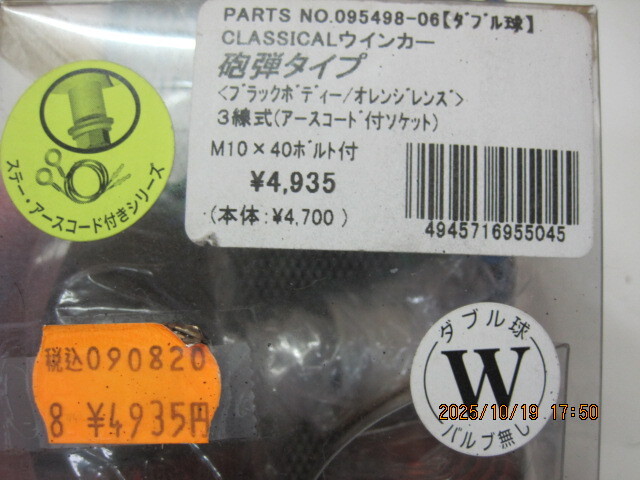 PARTS NO.095498-06【ﾀﾞﾌﾞﾙ球】
CLASSICALウインカー
砲弾タイプ
<ﾌﾞﾗｯｸﾎﾞﾃﾞｨｰ/ｵﾚﾝｼﾞﾚﾝｽﾞ>
3線式(ｱｰｽｺｰﾄﾞ付ｿｹｯﾄ)
M10×40ﾎﾞﾙﾄ付
¥4,935
(本体:¥4,700)
4945716955045
ステー・アースコード付きシリーズ
税込090820
8 ¥4935円
ダブル球
W
バルブ無し
2025/10/19 17:50